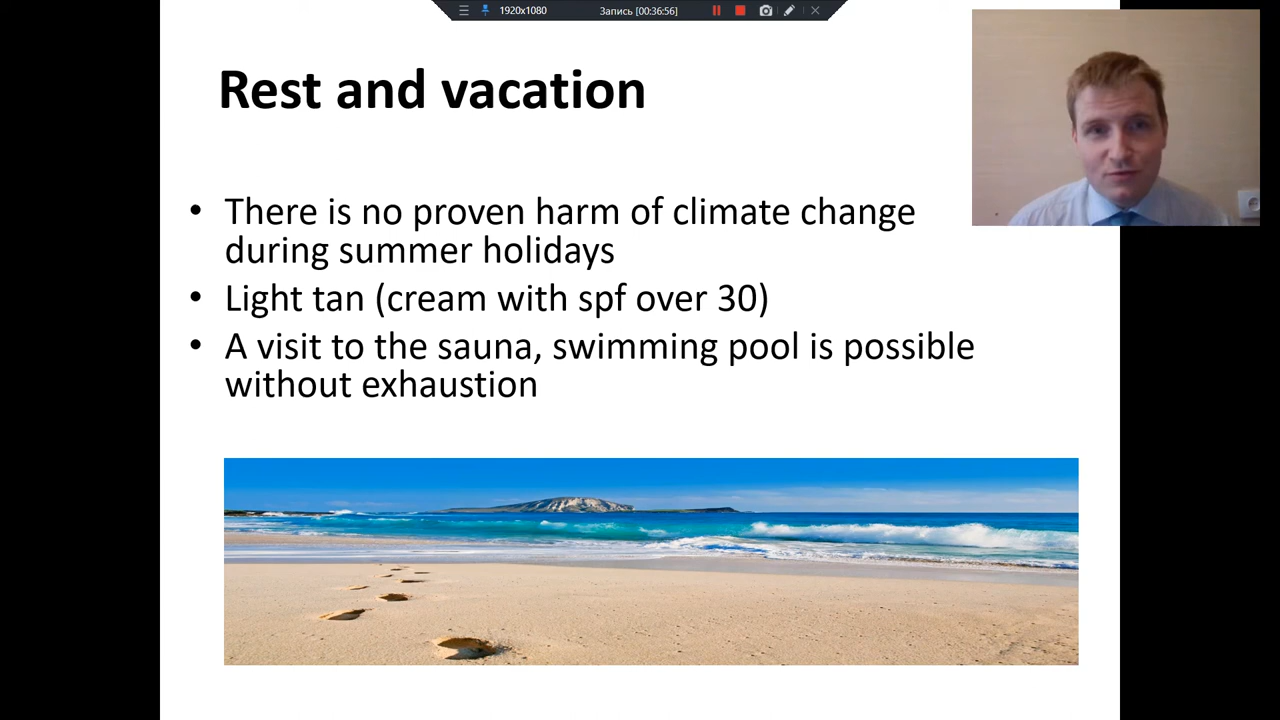 1920x1080
Запись [00:36:56]
Rest and vacation
• There is no proven harm of climate change
during summer holidays
• Light tan (cream with spf over 30)
• A visit to the sauna, swimming pool is possible
without exhaustion